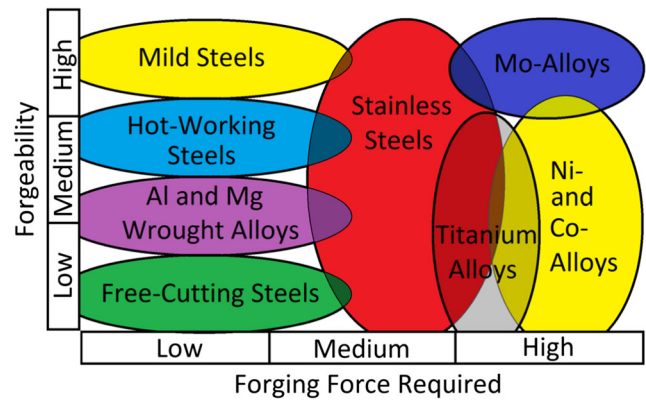 Forgeability
High
Medium
Low
Mild Steels
Hot-Working
Steels
Al and Mg
Wrought Alloys
Free-Cutting Steels
Stainless
Steels
Mo-Alloys
Titanium
Alloys
Ni-
and
Co-
Alloys
Low
Medium
High
Forging Force Required